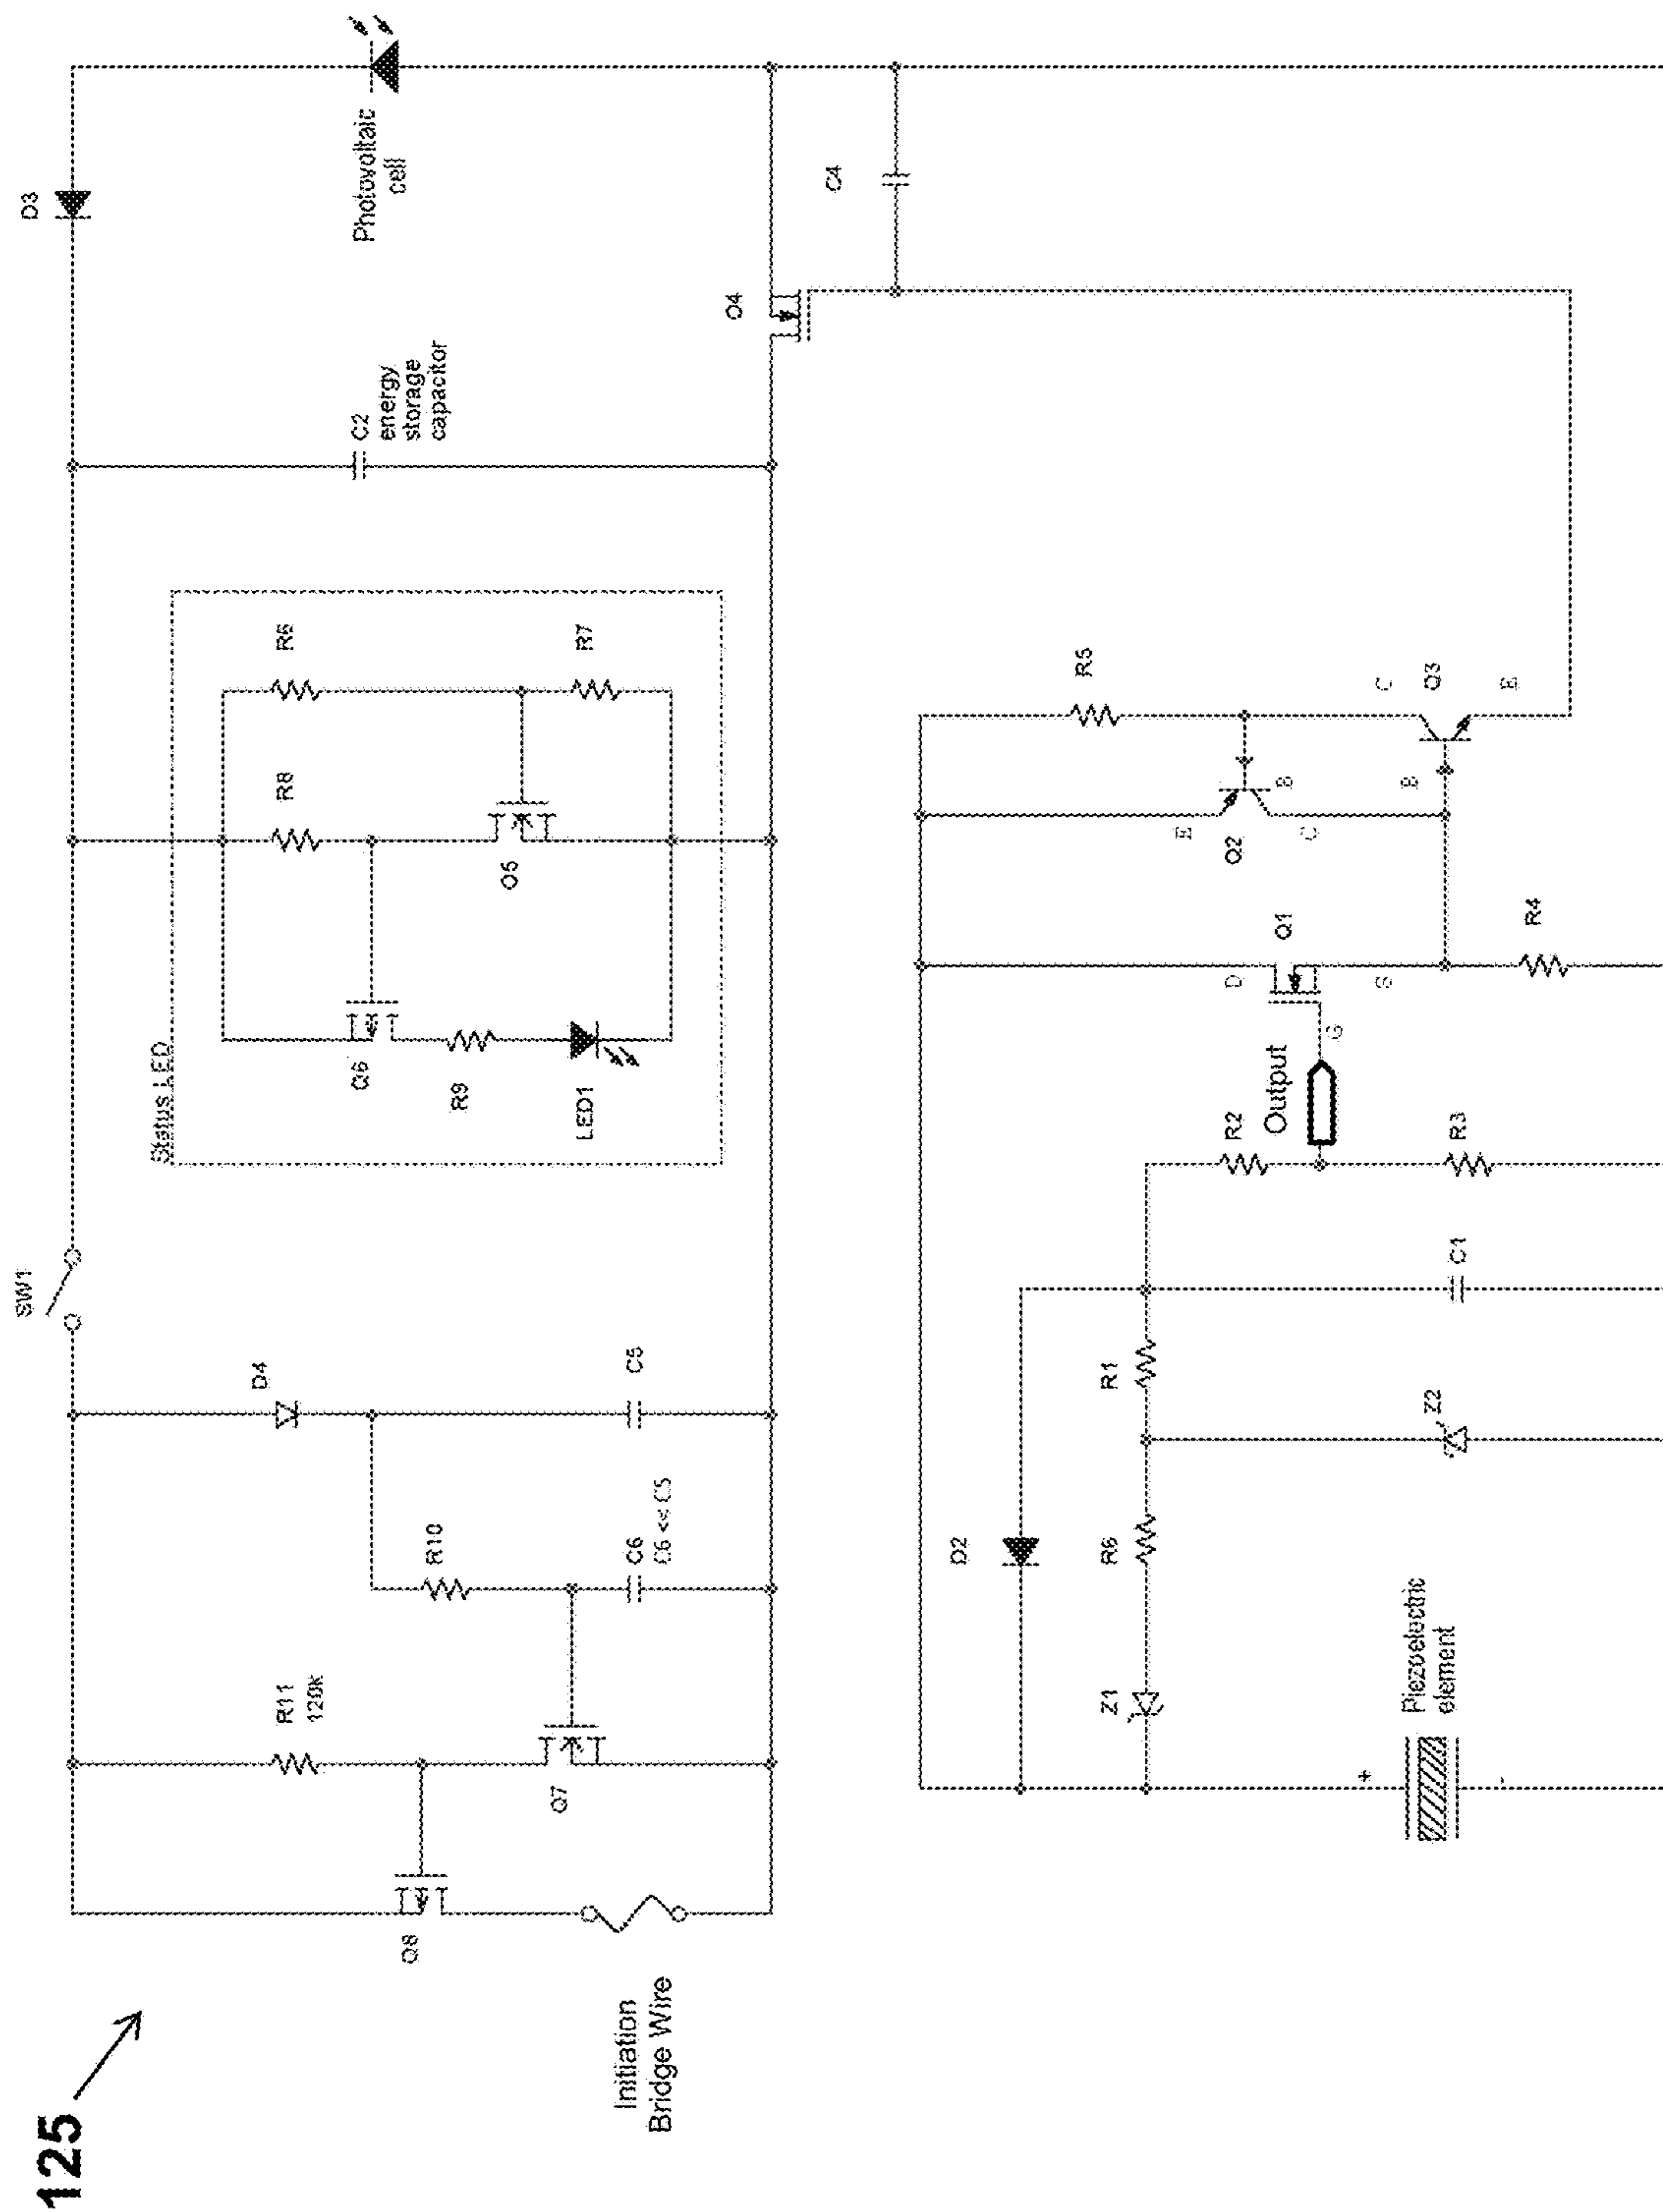 125
SW1
D3
Photovoltaic
cell
C2
energy
storage
capacitor
Status LED
R6
R7
R8
Q5
Q6
R9
LED1
D4
C5
R10
C6
C6 << C5
R11
120k
Q7
Q8
Initiation
Bridge Wire
Q4
C4
R5
C
Q3
E
B
Q2
E
B
C
R4
Q1
D
S
G
Output
R2
R3
C1
R1
Z2
D2
R6
Z1
Piezoelectric
element
+
-